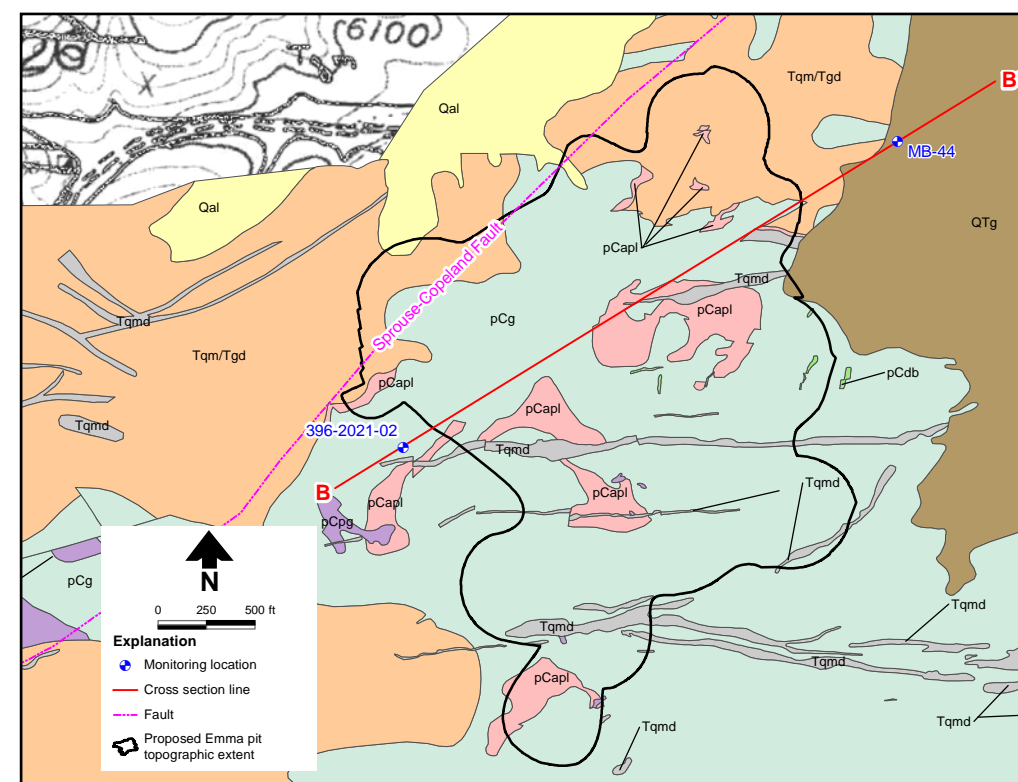 6100
Tqm/Tgd
B
Qal
MB-44
Qal
QTg
pCapl
Sprouse-Copeland Fault
Tqmd
pCg
pCapl
Tqmd
Tqm/Tgd
pCapl
pCdb
pCapl
Tqmd
396-2021-02
Tqmd
B
pCapl
Tqmd
pCapl
pCpg
pCg
N
0 250 500 ft
Explanation
Monitoring location
Cross section line
Fault
Proposed Emma pit
topographic extent
Tqmd
Tqmd
Tqmd
pCapl
Tqmd
Tqmd